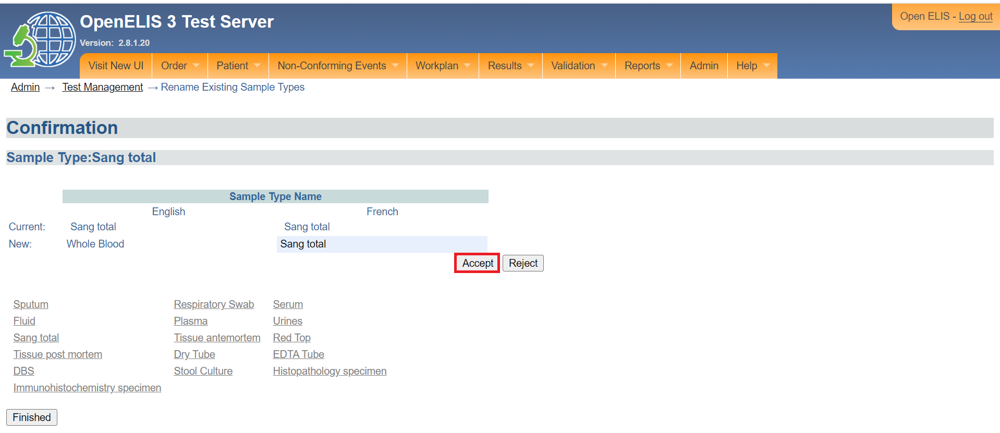 OpenELIS 3 Test Server
Open ELIS - Log out
Version: 2.8.1.20
Visit New UI Order Patient Non-Conforming Events Workplan Results Validation Reports Admin Help
Admin → Test Management → Rename Existing Sample Types
Confirmation
Sample Type:Sang total
Sample Type Name
English French
Current: Sang total Sang total
New: Whole Blood Sang total
Accept Reject
Sputum Respiratory Swab Serum
Fluid Plasma Urines
Sang total Tissue antemortem Red Top
Tissue post mortem Dry Tube EDTA Tube
DBS Stool Culture Histopathology specimen
Immunohistochemistry specimen
Finished